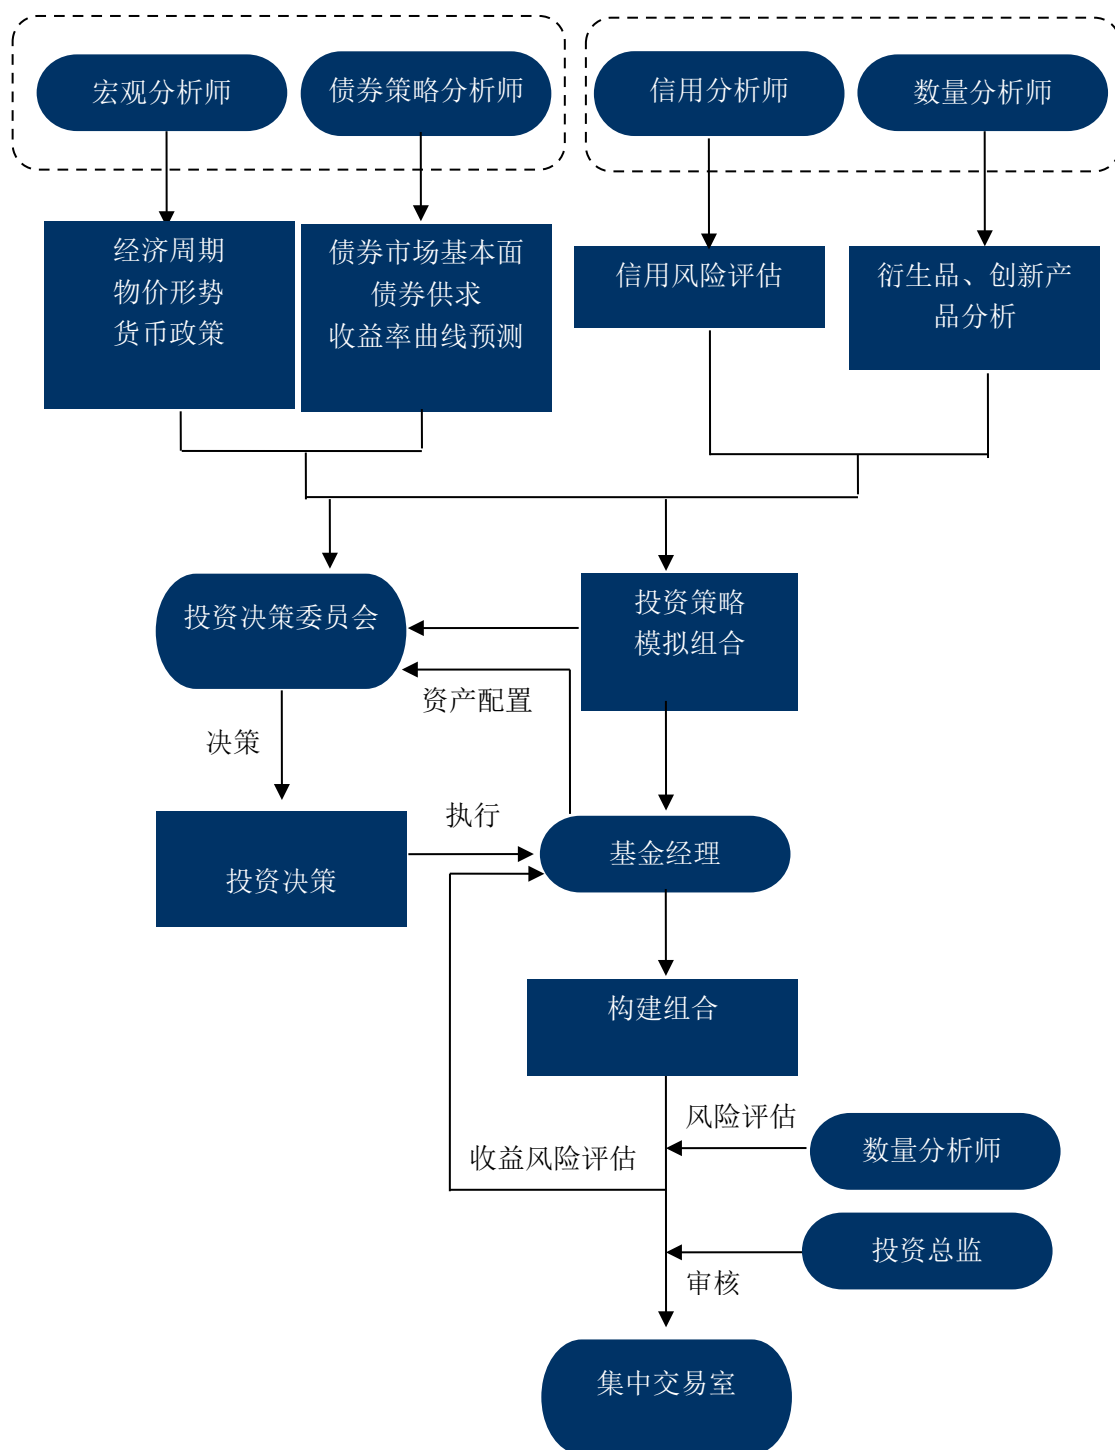 宏观分析师
债券策略分析师
信用分析师
数量分析师
经济周期
物价形势
货币政策
债券市场基本面
债券供求
收益率曲线预测
信用风险评估
衍生品、创新产
品分析
投资决策委员会
投资策略
模拟组合
资产配置
决策
执行
投资决策
基金经理
构建组合
风险评估
数量分析师
收益风险评估
投资总监
审核
集中交易室